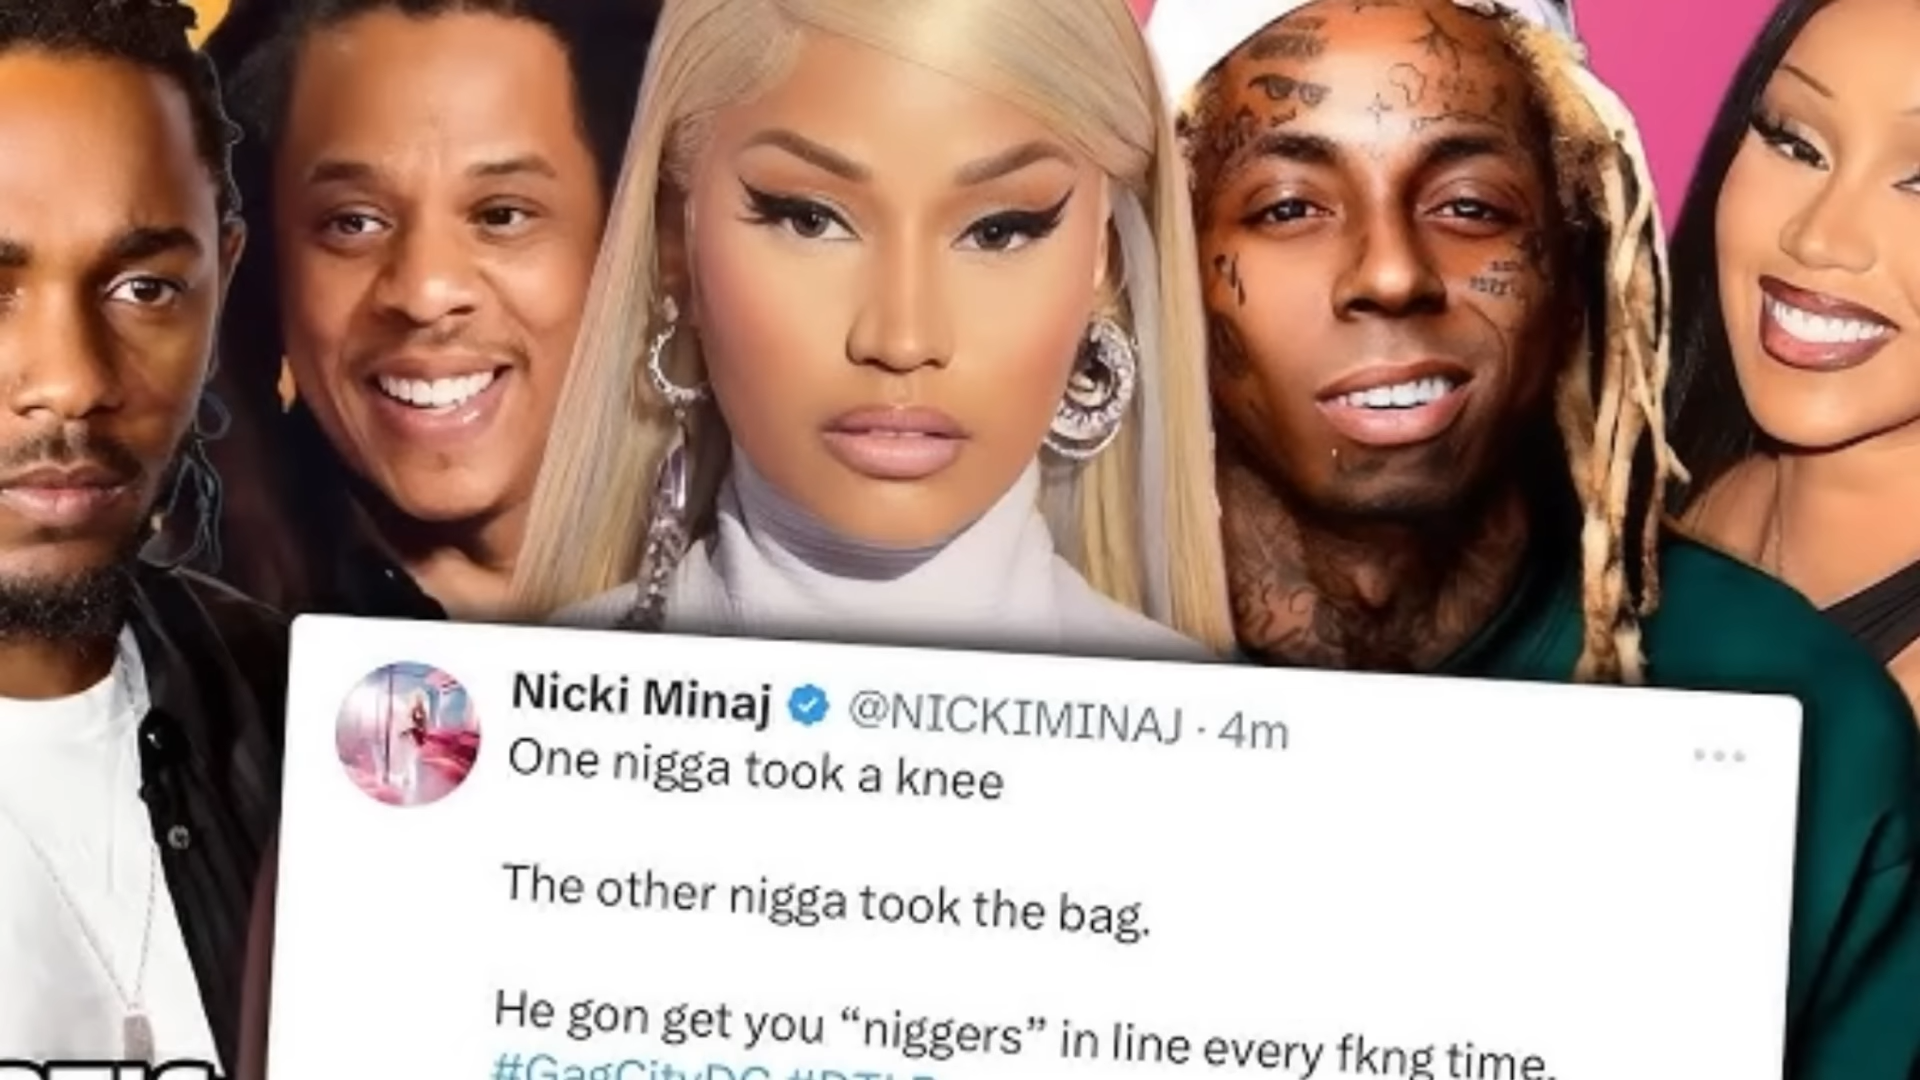 Nicki Minaj @NICKIMINAJ · 4m
One nigga took a knee
The other nigga took the bag.
He gon get you “niggers” in line every fkng time.
#GagCityDC